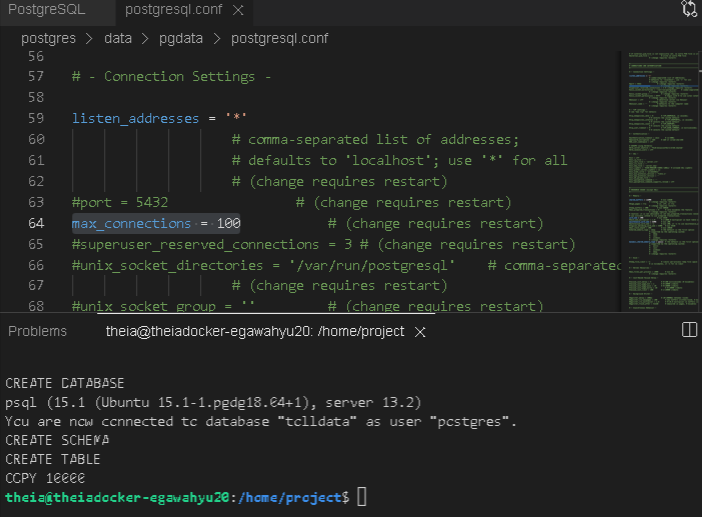 PostgreSQL postgresql.conf
postgres > data > pgdata > postgresql.conf
56
57 # - Connection Settings -
58
59 listen_addresses = '*'
60 # comma-separated list of addresses;
61 # defaults to 'localhost'; use '*' for all
62 # (change requires restart)
63 #port = 5432 # (change requires restart)
64 max_connections = 100 # (change requires restart)
65 #superuser_reserved_connections = 3 # (change requires restart)
66 #unix_socket_directories = '/var/run/postgresql' # comma-separated
67 # (change requires restart)
68 #unix_socket_group = '' # (change requires restart)
Problems theia@theiadocker-egawahyu20: /home/project
CREATE DATABASE
psql (15.1 (Ubuntu 15.1-1.pgdg18.04+1), server 13.2)
You are now connected to database "tolldata" as user "postgres".
CREATE SCHEMA
CREATE TABLE
COPY 10000
theia@theiadocker-egawahyu20:/home/project$